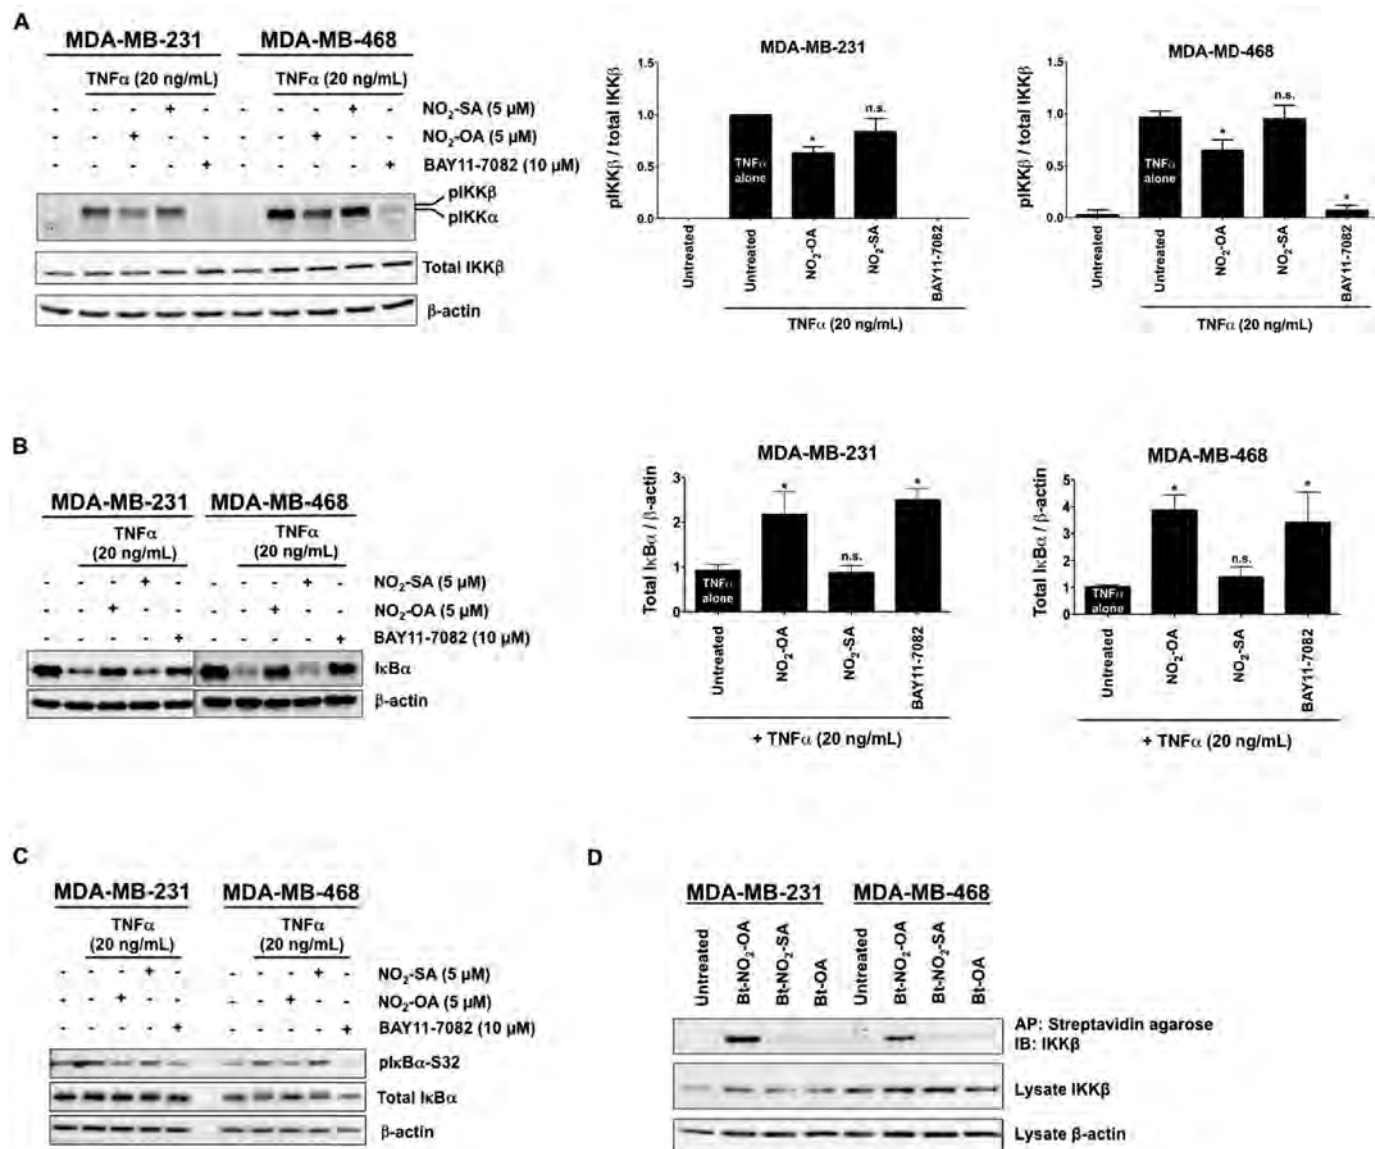 A
MDA-MB-231 MDA-MB-468
TNFα (20 ng/mL) TNFα (20 ng/mL)
- - - + - - - - + - NO2-SA (5 µM)
- - + - - - - + - - NO2-OA (5 µM)
- - - - + - - - - + BAY11-7082 (10 µM)
pIKKβ
pIKKα
Total IKKβ
β-actin
MDA-MB-231
pIKKβ / total IKKβ
1.5
1.0
0.5
0.0
TNFα
alone
*
n.s.
Untreated
Untreated
NO2-OA
NO2-SA
BAY11-7082
TNFα (20 ng/mL)
MDA-MD-468
pIKKβ / total IKKβ
1.5
1.0
0.5
0.0
TNFα
alone
*
n.s.
*
Untreated
Untreated
NO2-OA
NO2-SA
BAY11-7082
TNFα (20 ng/mL)
B
MDA-MB-231 MDA-MB-468
TNFα TNFα
(20 ng/mL) (20 ng/mL)
- - - + - - - - + - NO2-SA (5 µM)
- - + - - - - + - - NO2-OA (5 µM)
- - - - + - - - - + BAY11-7082 (10 µM)
IκBα
β-actin
MDA-MB-231
Total IκBα / β-actin
3
2
1
0
TNFα
alone
*
n.s.
*
Untreated
NO2-OA
NO2-SA
BAY11-7082
+ TNFα (20 ng/mL)
MDA-MB-468
Total IκBα / β-actin
5
4
3
2
1
0
TNFα
alone
*
n.s.
*
Untreated
NO2-OA
NO2-SA
BAY11-7082
+ TNFα (20 ng/mL)
C
MDA-MB-231 MDA-MB-468
TNFα TNFα
(20 ng/mL) (20 ng/mL)
- - - + - - - - + - NO2-SA (5 µM)
- - + - - - - + - - NO2-OA (5 µM)
- - - - + - - - - + BAY11-7082 (10 µM)
pIκBα-S32
Total IκBα
β-actin
D
MDA-MB-231 MDA-MB-468
Untreated
Bt-NO2-OA
Bt-NO2-SA
Bt-OA
Untreated
Bt-NO2-OA
Bt-NO2-SA
Bt-OA
AP: Streptavidin agarose
IB: IKKβ
Lysate IKKβ
Lysate β-actin